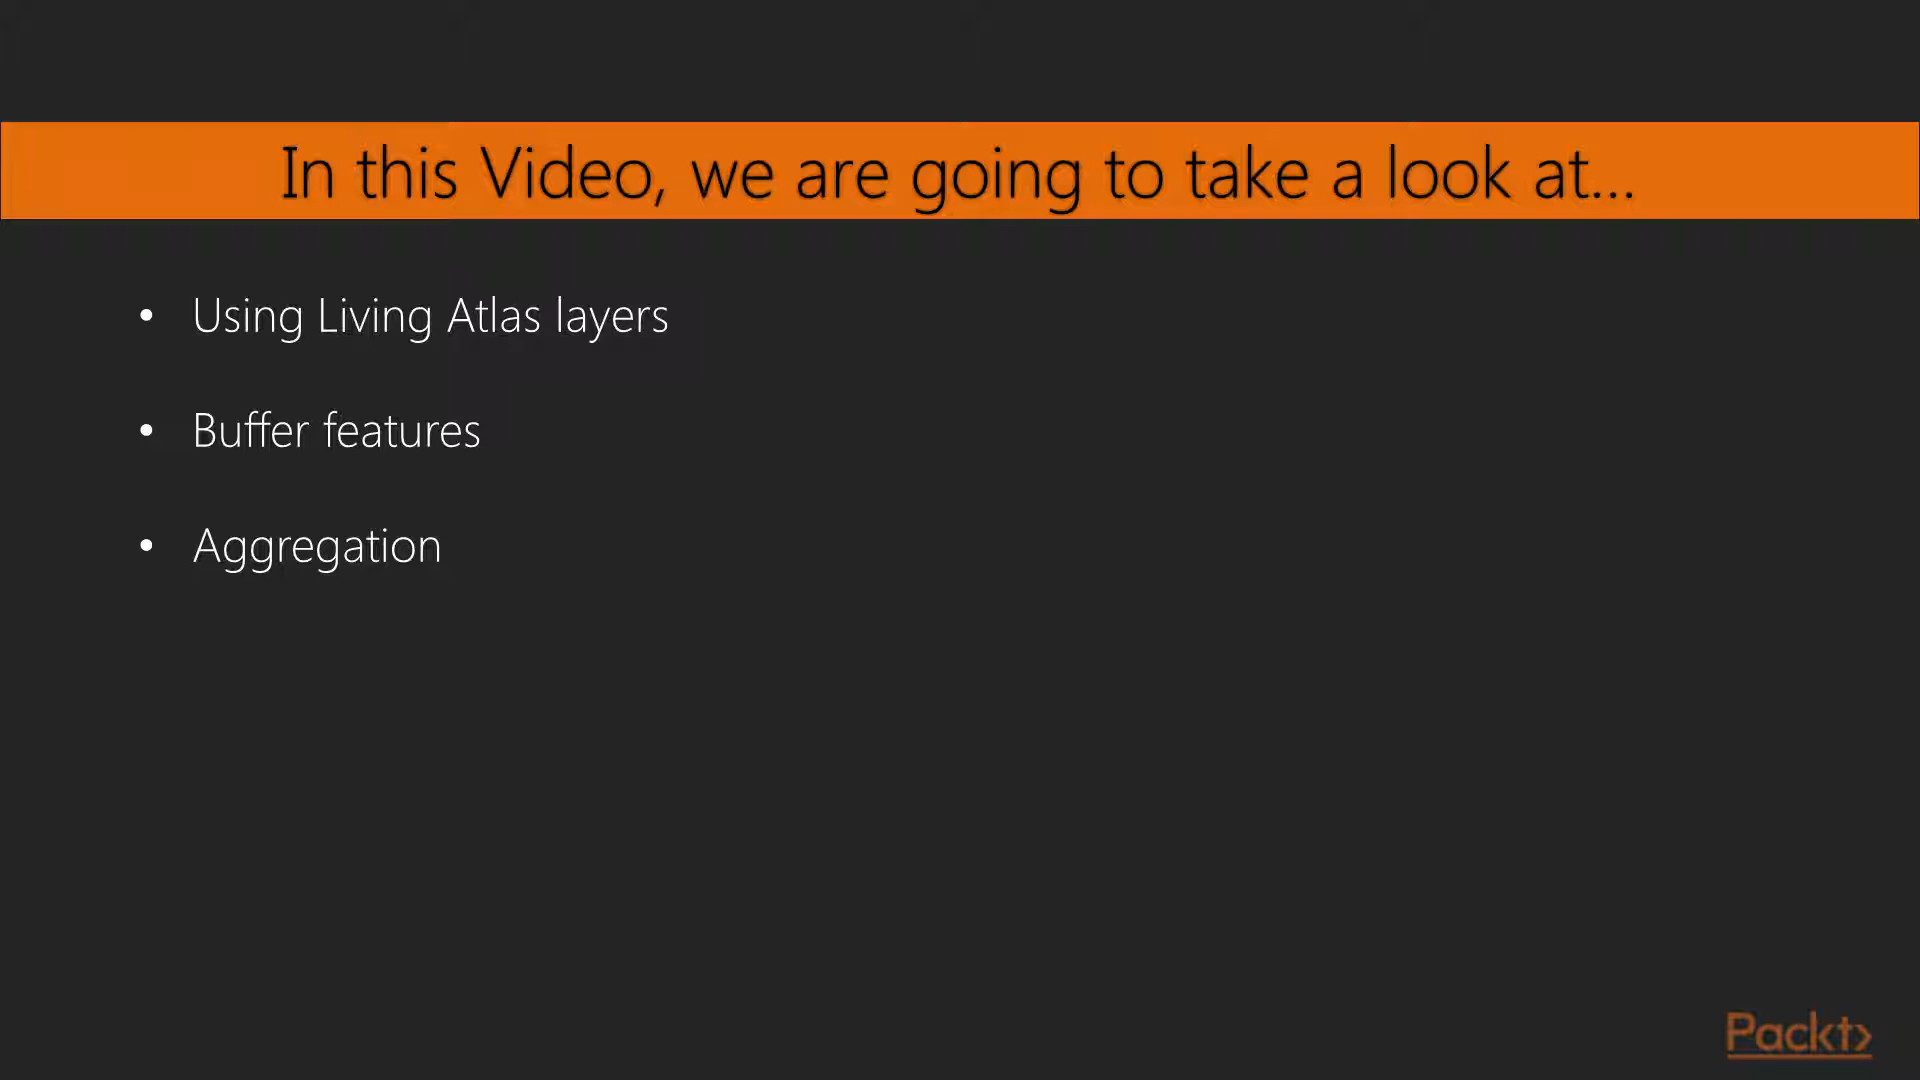 In this Video, we are going to take a look at...
• Using Living Atlas layers
• Buffer features
• Aggregation
Packt>